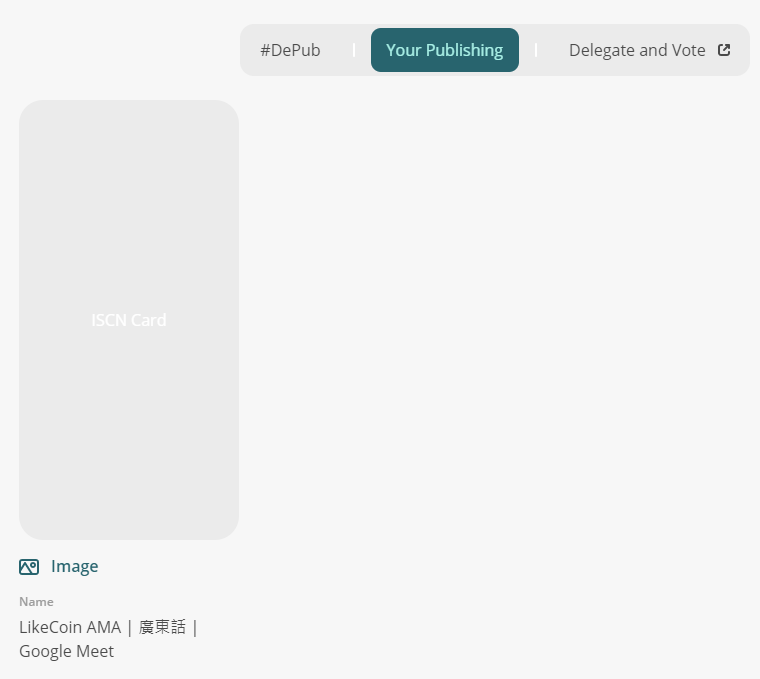 #DePub | Your Publishing | Delegate and Vote
ISCN Card
Image
Name
LikeCoin AMA | 廣東話 |
Google Meet